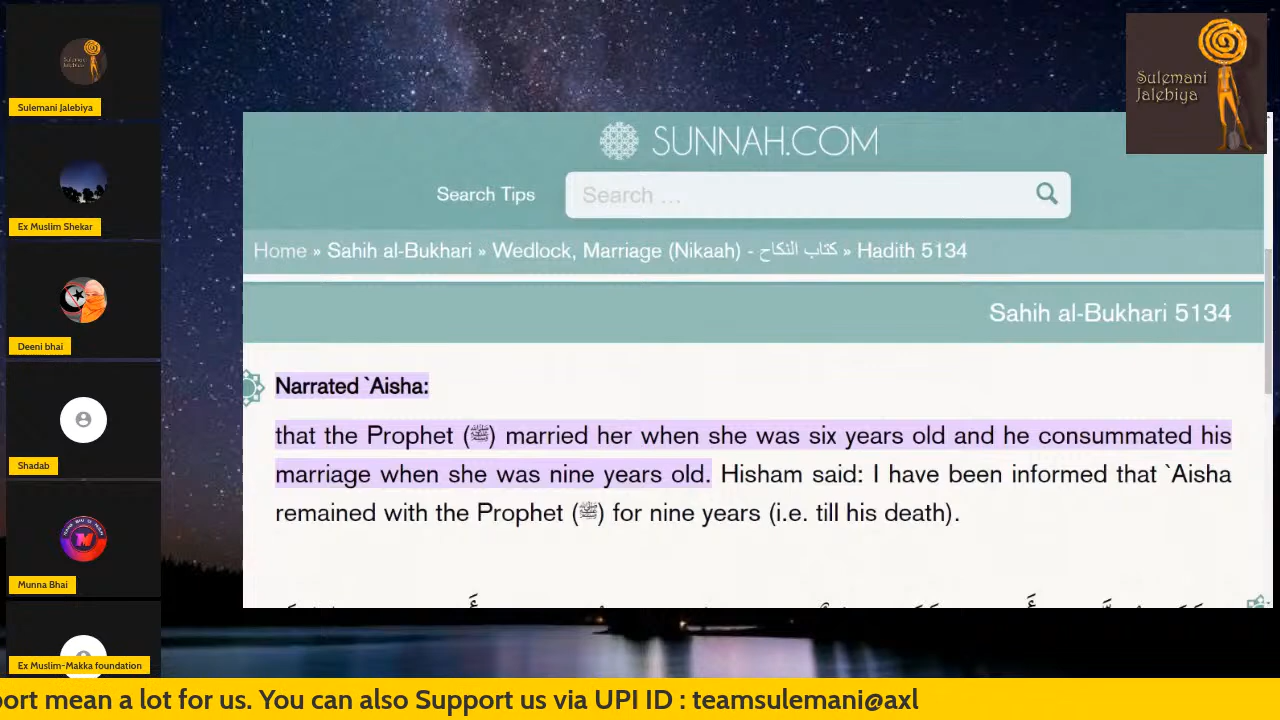 Sulemani
Jalebiya
Sulemani Jalebiya
Ex Muslim Shekar
Deeni bhai
Shadab
M
Munna Bhai
Ex Muslim-Makka foundation
Sulemani
Jalebiya
SUNNAH.COM
Search Tips
Search ...
Home » Sahih al-Bukhari » Wedlock, Marriage (Nikaah) - كتاب النكاح » Hadith 5134
Sahih al-Bukhari 5134
Narrated `Aisha:
that the Prophet (ﷺ) married her when she was six years old and he consummated his
marriage when she was nine years old. Hisham said: I have been informed that `Aisha
remained with the Prophet (ﷺ) for nine years (i.e. till his death).
port mean a lot for us. You can also Support us via UPI ID : teamsulemani@axl